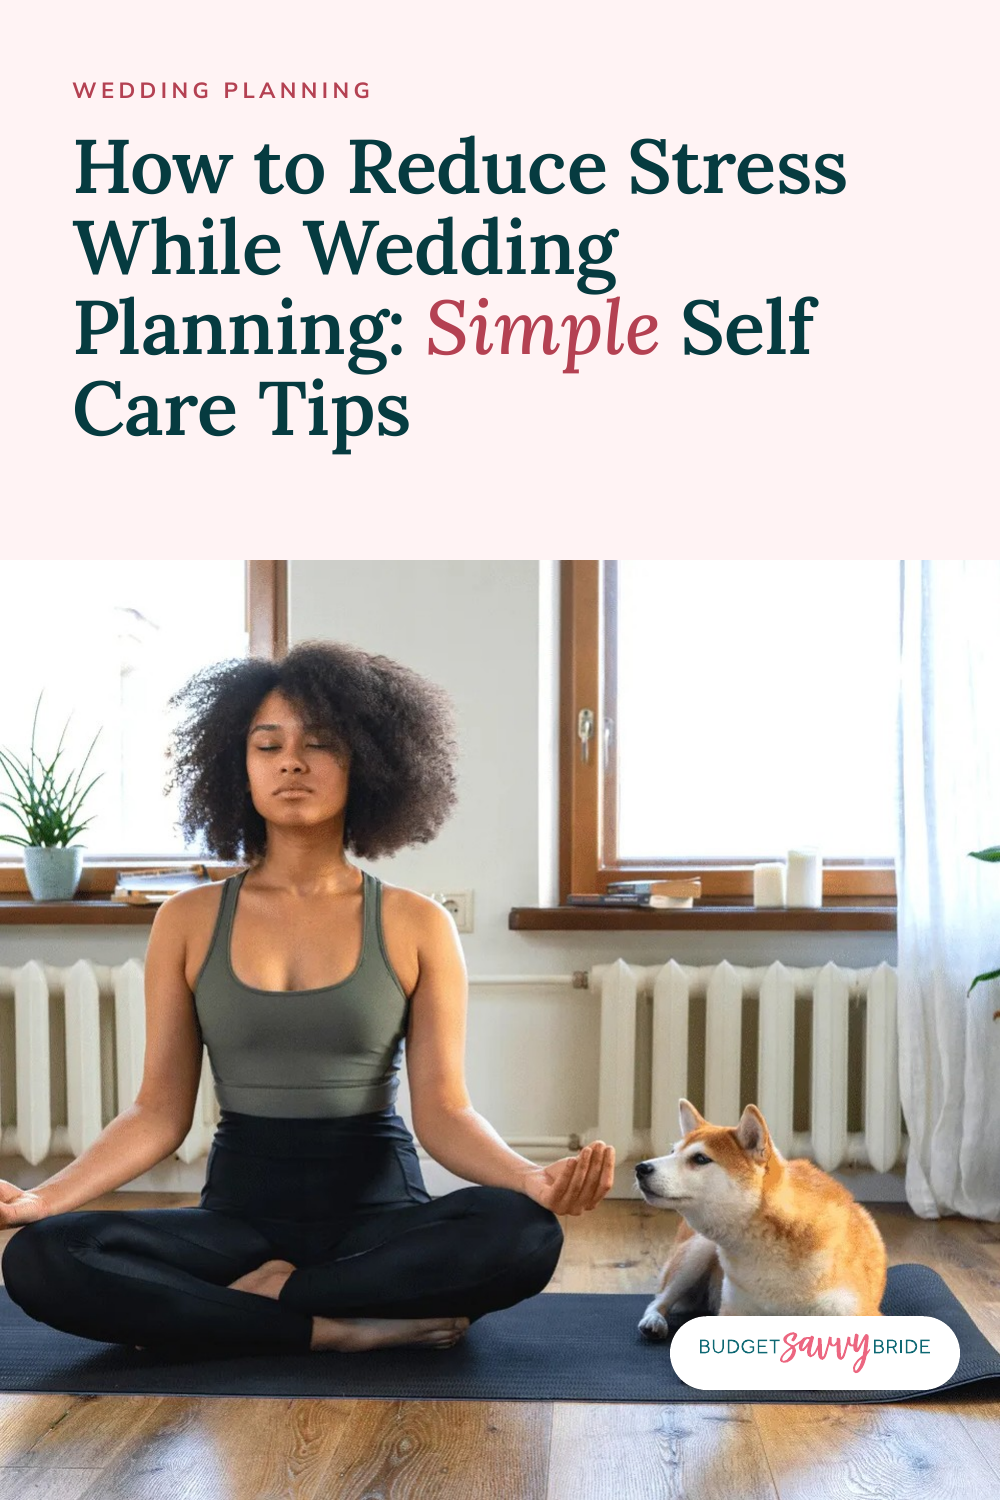 WEDDING PLANNING
How to Reduce Stress
While Wedding
Planning: Simple Self
Care Tips
BUDGET savvy BRIDE